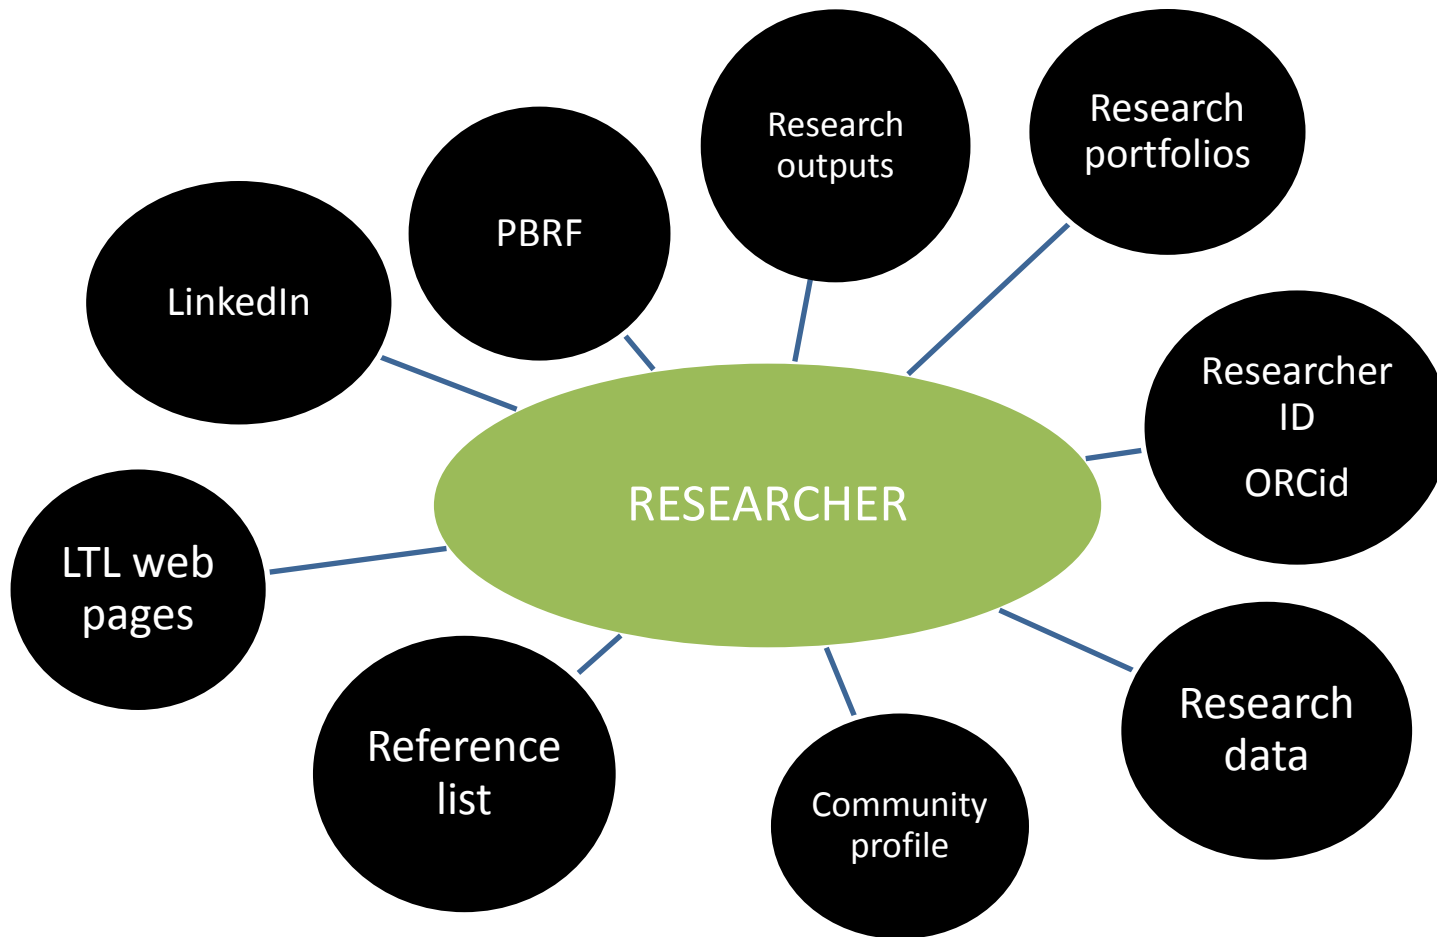 Research
outputs
Research
portfolios
PBRF
LinkedIn
Researcher
ID
ORCid
RESEARCHER
LTL web
pages
Research
data
Reference
list
Community
profile